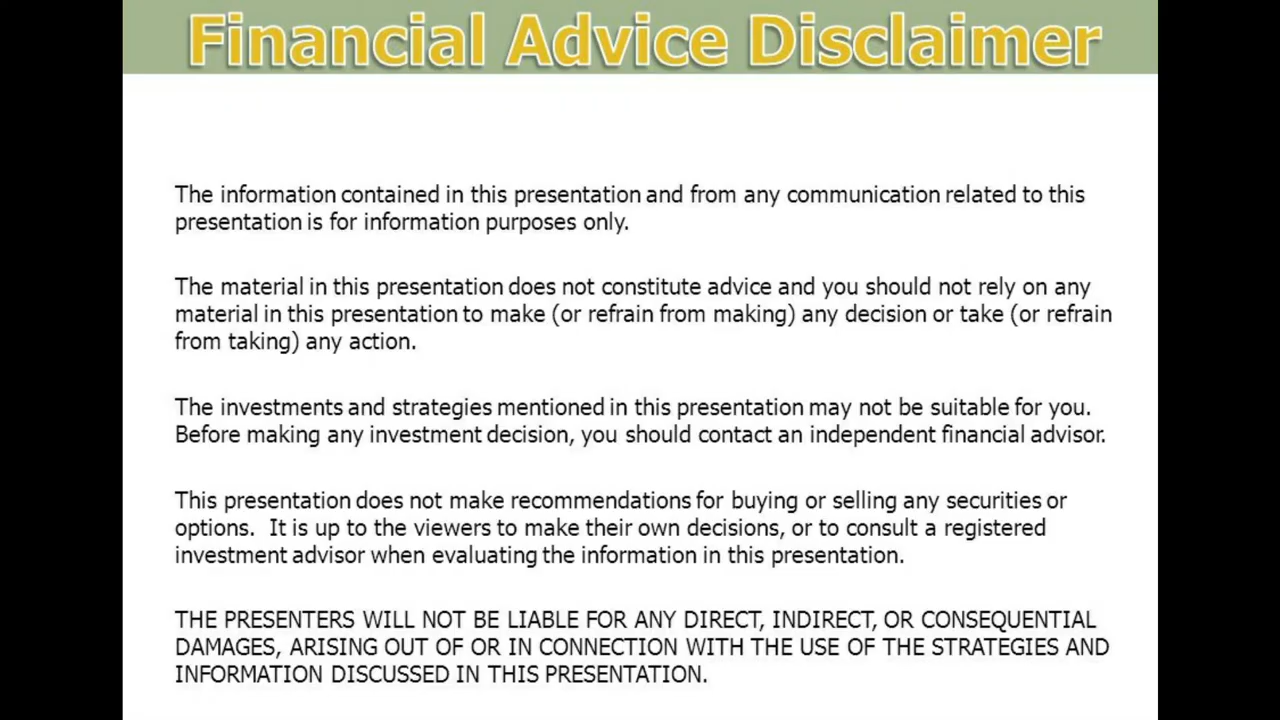 Financial Advice Disclaimer
The information contained in this presentation and from any communication related to this
presentation is for information purposes only.
The material in this presentation does not constitute advice and you should not rely on any
material in this presentation to make (or refrain from making) any decision or take (or refrain
from taking) any action.
The investments and strategies mentioned in this presentation may not be suitable for you.
Before making any investment decision, you should contact an independent financial advisor.
This presentation does not make recommendations for buying or selling any securities or
options.  It is up to the viewers to make their own decisions, or to consult a registered
investment advisor when evaluating the information in this presentation.
THE PRESENTERS WILL NOT BE LIABLE FOR ANY DIRECT, INDIRECT, OR CONSEQUENTIAL
DAMAGES, ARISING OUT OF OR IN CONNECTION WITH THE USE OF THE STRATEGIES AND
INFORMATION DISCUSSED IN THIS PRESENTATION.